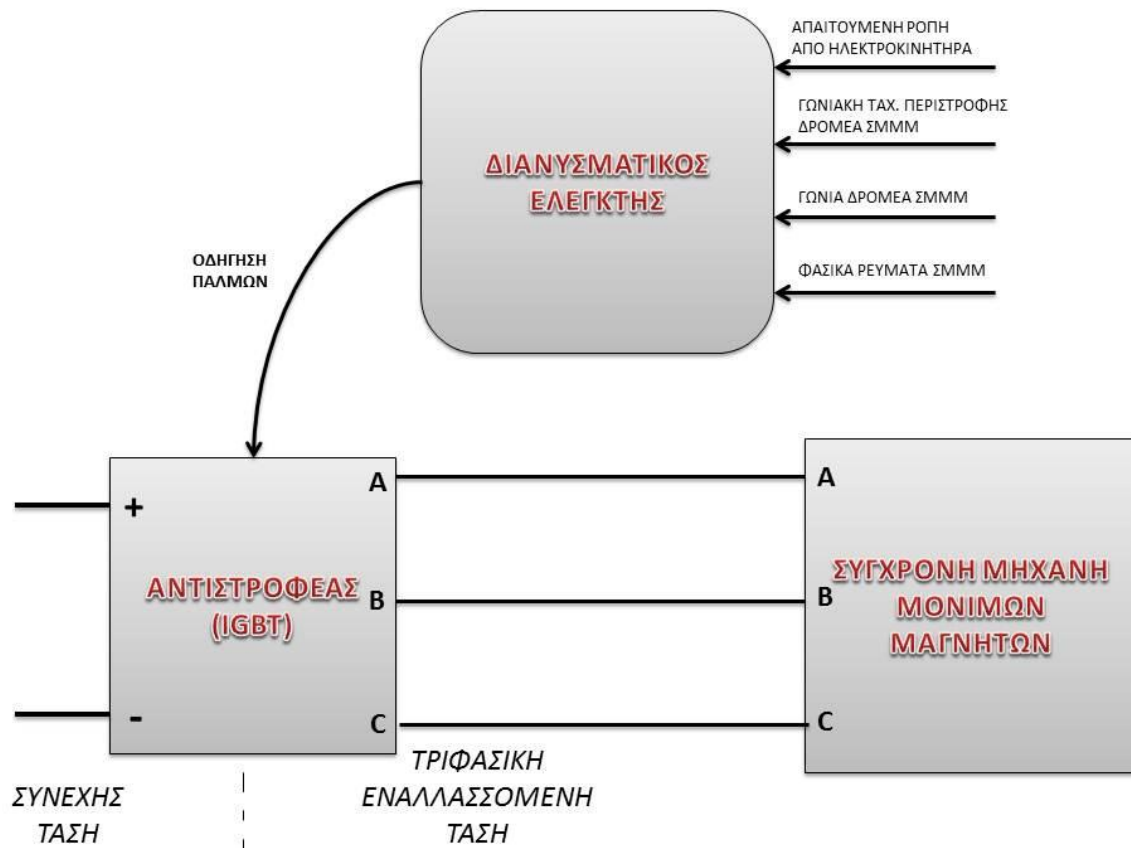 ΑΠΑΙΤΟΥΜΕΝΗ ΡΟΠΗ
ΑΠΟ ΗΛΕΚΤΡΟΚΙΝΗΤΗΡΑ
ΓΩΝΙΑΚΗ ΤΑΧ. ΠΕΡΙΣΤΡΟΦΗΣ
ΔΡΟΜΕΑ ΣΜΜΜ
ΔΙΑΝΥΣΜΑΤΙΚΟΣ
ΕΛΕΓΚΤΗΣ
ΓΩΝΙΑ ΔΡΟΜΕΑ ΣΜΜΜ
ΦΑΣΙΚΑ ΡΕΥΜΑΤΑ ΣΜΜΜ
ΟΔΗΓΗΣΗ
ΠΑΛΜΩΝ
+
-
ΑΝΤΙΣΤΡΟΦΕΑΣ
(IGBT)
A
B
C
A
B
C
ΣΥΓΧΡΟΝΗ ΜΗΧΑΝΗ
ΜΟΝΙΜΩΝ
ΜΑΓΝΗΤΩΝ
ΣΥΝΕΧΗΣ
ΤΑΣΗ
ΤΡΙΦΑΣΙΚΗ
ΕΝΑΛΛΑΣΣΟΜΕΝΗ
ΤΑΣΗ